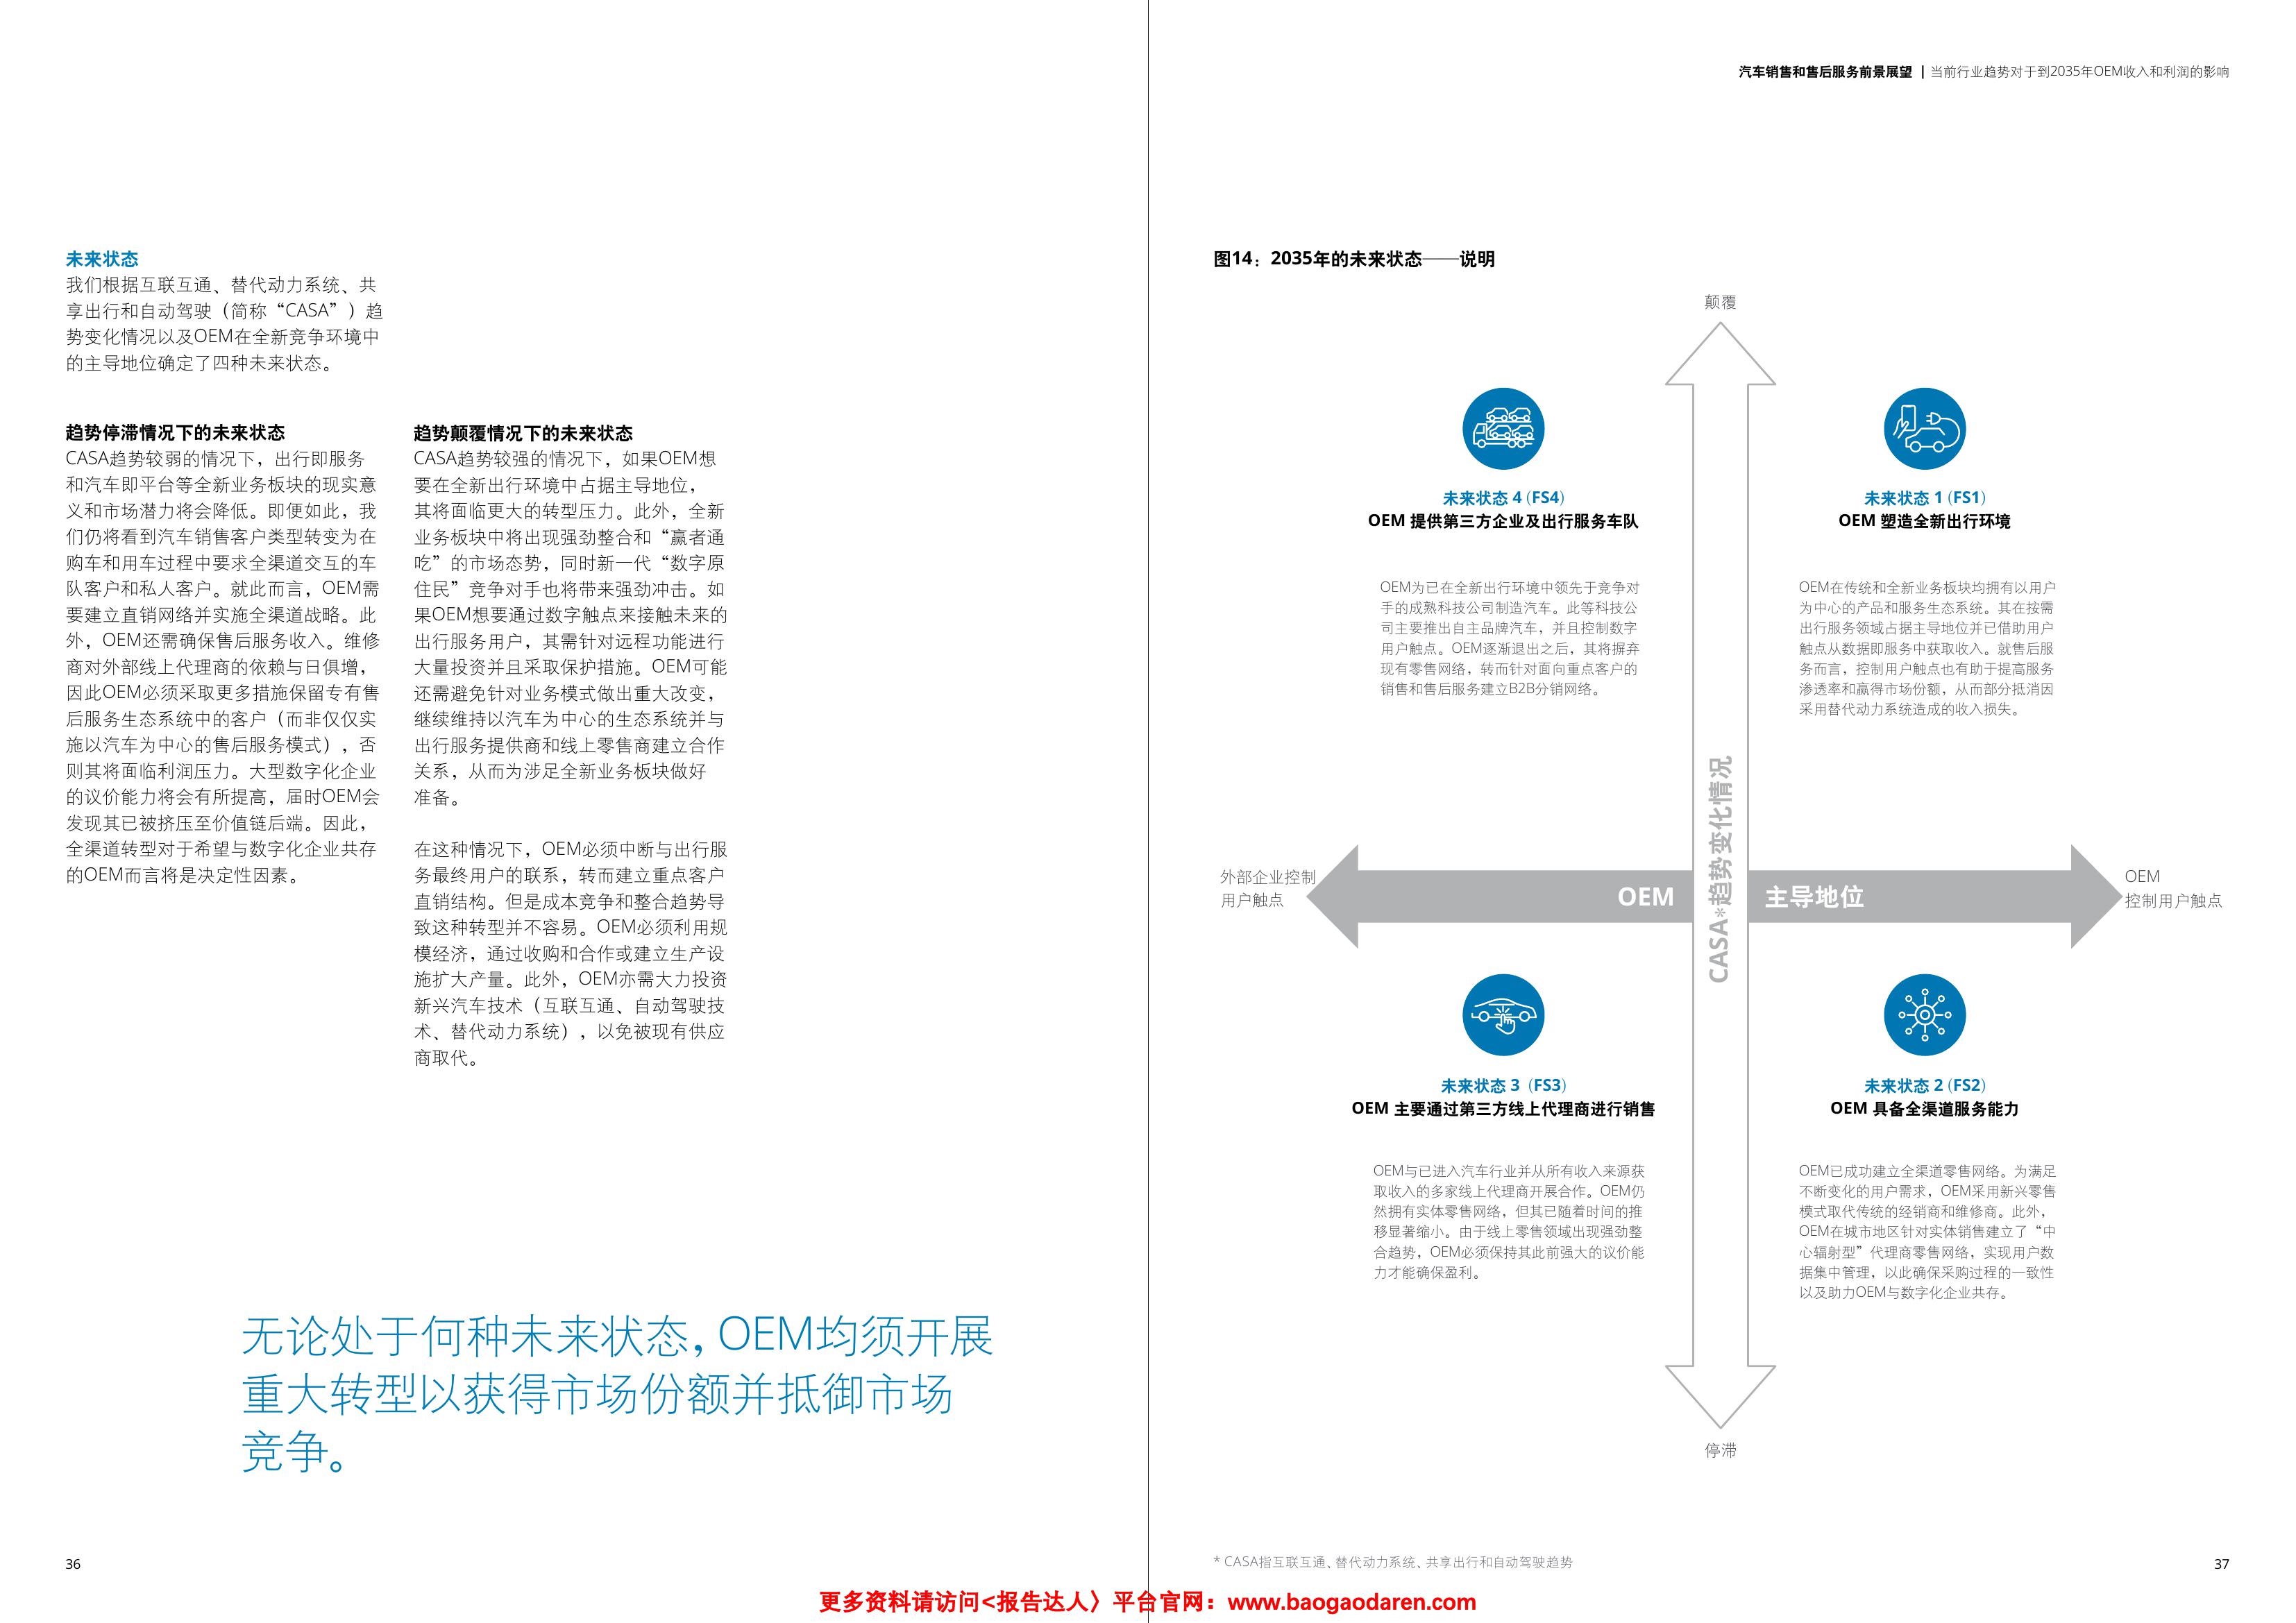 汽车销售和售后服务前景展望 | 当前行业趋势对于到2035年OEM收入和利润的影响
未来状态
我们根据互联互通、替代动力系统、共
享出行和自动驾驶（简称“CASA”）趋
势变化情况以及OEM在全新竞争环境中
的主导地位确定了四种未来状态。
趋势停滞情况下的未来状态
CASA趋势较弱的情况下，出行即服务
和汽车即平台等全新业务板块的现实意
义和市场潜力将会降低。即便如此，我
们仍将看到汽车销售客户类型转变为在
购车和用车过程中要求全渠道交互的车
队客户和私人客户。就此而言，OEM需
要建立直销网络并实施全渠道战略。此
外，OEM还需确保售后服务收入。维修
商对外部线上代理商的依赖与日俱增，
因此OEM必须采取更多措施保留专有售
后服务生态系统中的客户（而非仅仅实
施以汽车为中心的售后服务模式），否
则其将面临利润压力。大型数字化企业
的议价能力将会有所提高，届时OEM会
发现其已被挤压至价值链后端。因此，
全渠道转型对于希望与数字化企业共存
的OEM而言将是决定性因素。
趋势颠覆情况下的未来状态
CASA趋势较强的情况下，如果OEM想
要在全新出行环境中占据主导地位，
其将面临更大的转型压力。此外，全新
业务板块中将出现强劲整合和“赢者通
吃”的市场态势，同时新一代“数字原
住民”竞争对手也将带来强劲冲击。如
果OEM想要通过数字触点来接触未来的
出行服务用户，其需针对远程功能进行
大量投资并且采取保护措施。OEM可能
还需避免针对业务模式做出重大改变，
继续维持以汽车为中心的生态系统并与
出行服务提供商和线上零售商建立合作
关系，从而为涉足全新业务板块做好
准备。
在这种情况下，OEM必须中断与出行服
务最终用户的联系，转而建立重点客户
直销结构。但是成本竞争和整合趋势导
致这种转型并不容易。OEM必须利用规
模经济，通过收购和合作或建立生产设
施扩大产量。此外，OEM亦需大力投资
新兴汽车技术（互联互通、自动驾驶技
术、替代动力系统），以免被现有供应
商取代。
无论处于何种未来状态，OEM均须开展
重大转型以获得市场份额并抵御市场
竞争。
36
图14：2035年的未来状态——说明
颠覆
未来状态 4 (FS4)
OEM 提供第三方企业及出行服务车队
OEM为已在全新出行环境中领先于竞争对
手的成熟科技公司制造汽车。此等科技公
司主要推出自主品牌汽车，并且控制数字
用户触点。OEM逐渐退出之后，其将摒弃
现有零售网络，转而针对面向重点客户的
销售和售后服务建立B2B分销网络。
未来状态 1 (FS1)
OEM 塑造全新出行环境
OEM在传统和全新业务板块均拥有以用户
为中心的产品和服务生态系统。其在按需
出行服务领域占据主导地位并已借助用户
触点从数据即服务中获取收入。就售后服
务而言，控制用户触点也有助于提高服务
渗透率和赢得市场份额，从而部分抵消因
采用替代动力系统造成的收入损失。
外部企业控制
用户触点
OEM
CASA*趋势变化情况
主导地位
OEM
控制用户触点
未来状态 3 (FS3)
OEM 主要通过第三方线上代理商进行销售
OEM与已进入汽车行业并从所有收入来源获
取收入的多家线上代理商开展合作。OEM仍
然拥有实体零售网络，但其已随着时间的推
移显著缩小。由于线上零售领域出现强劲整
合趋势，OEM必须保持其此前强大的议价能
力才能确保盈利。
未来状态 2 (FS2)
OEM 具备全渠道服务能力
OEM已成功建立全渠道零售网络。为满足
不断变化的用户需求，OEM采用新兴零售
模式取代传统的经销商和维修商。此外，
OEM在城市地区针对实体销售建立了“中
心辐射型”代理商零售网络，实现用户数
据集中管理，以此确保采购过程的一致性
以及助力OEM与数字化企业共存。
停滞
* CASA指互联互通、替代动力系统、共享出行和自动驾驶趋势
37
更多资料请访问<报告达人〉平台官网：www.baogaodaren.com